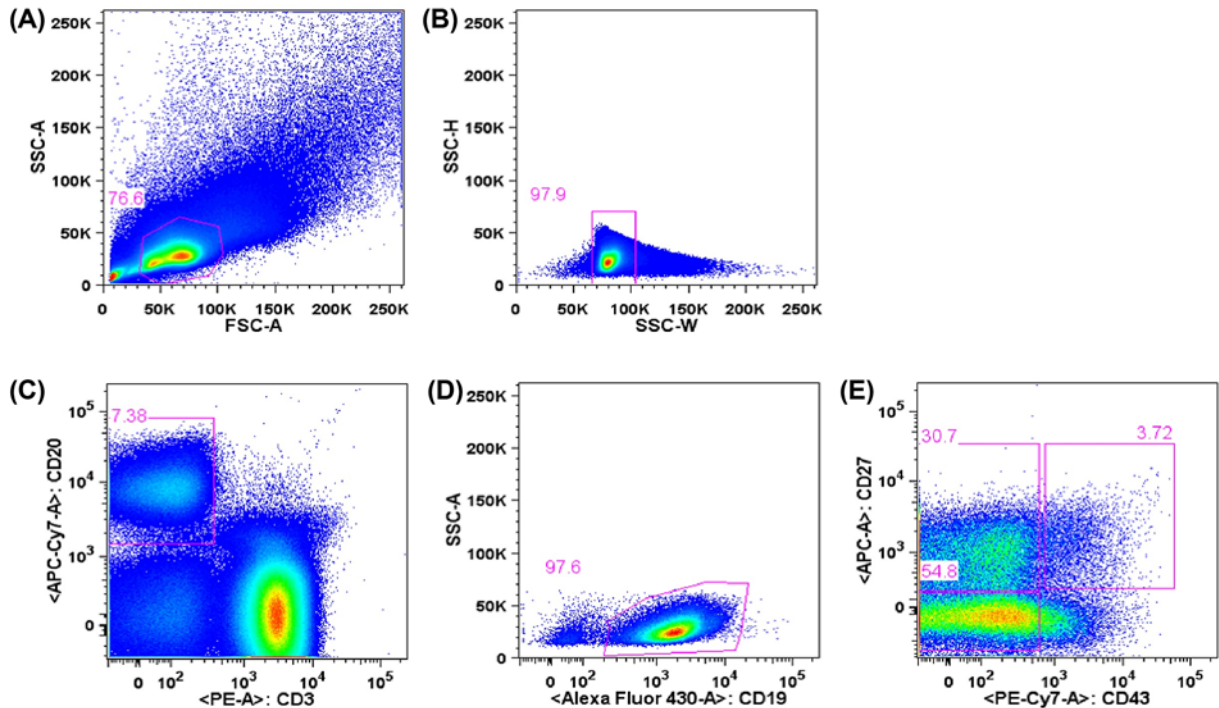 (A)
250K
200K
150K
100K
50K
0
SSC-A
76.6
0 50K 100K 150K 200K 250K
FSC-A
(B)
250K
200K
150K
100K
50K
0
SSC-H
97.9
0 50K 100K 150K 200K 250K
SSC-W
(C)
10^5
10^4
10^3
0
<APC-Cy7-A>: CD20
7.38
0 10^2 10^3 10^4 10^5
<PE-A>: CD3
(D)
250K
200K
150K
100K
50K
0
SSC-A
97.6
0 10^2 10^3 10^4 10^5
<Alexa Fluor 430-A>: CD19
(E)
10^5
10^4
10^3
0
<APC-A>: CD27
30.7 3.72
54.8
0 10^2 10^3 10^4 10^5
<PE-Cy7-A>: CD43